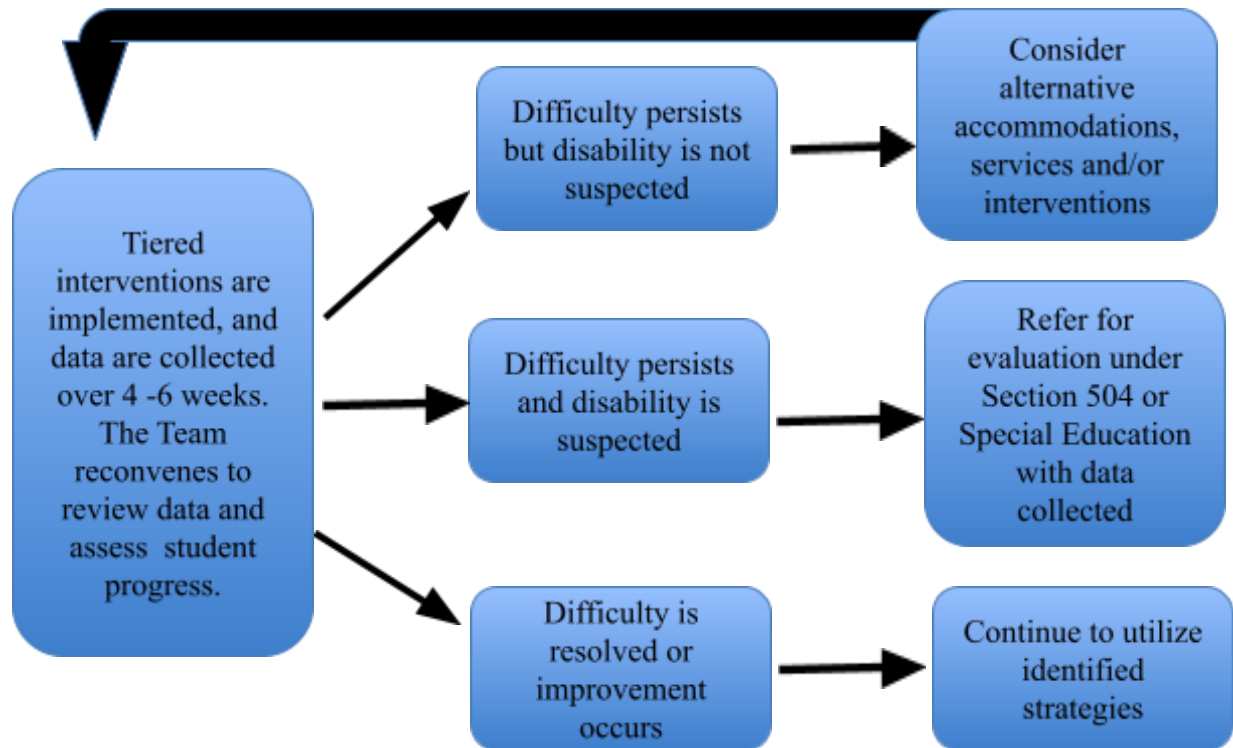 Tiered
interventions are
implemented, and
data are collected
over 4 -6 weeks.
The Team
reconvenes to
review data and
assess student
progress.
Difficulty persists
but disability is not
suspected
Consider
alternative
accommodations,
services and/or
interventions
Difficulty persists
and disability is
suspected
Refer for
evaluation under
Section 504 or
Special Education
with data
collected
Difficulty is
resolved or
improvement
occurs
Continue to utilize
identified
strategies